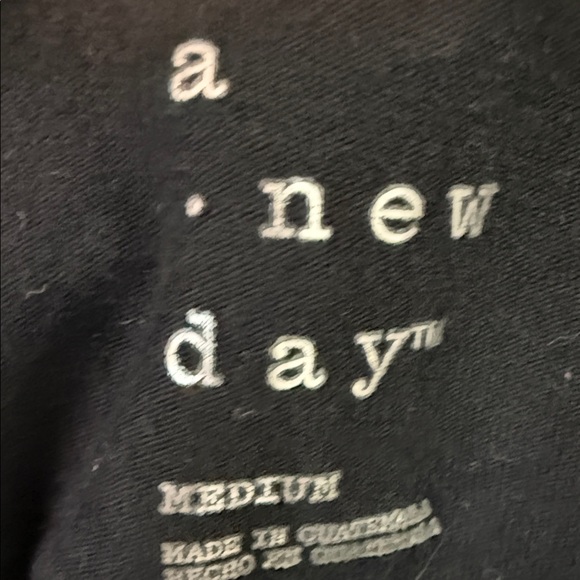 a
· new
day™
MEDIUM
MADE IN GUATEMALA
HECHO EN GUATEMALA